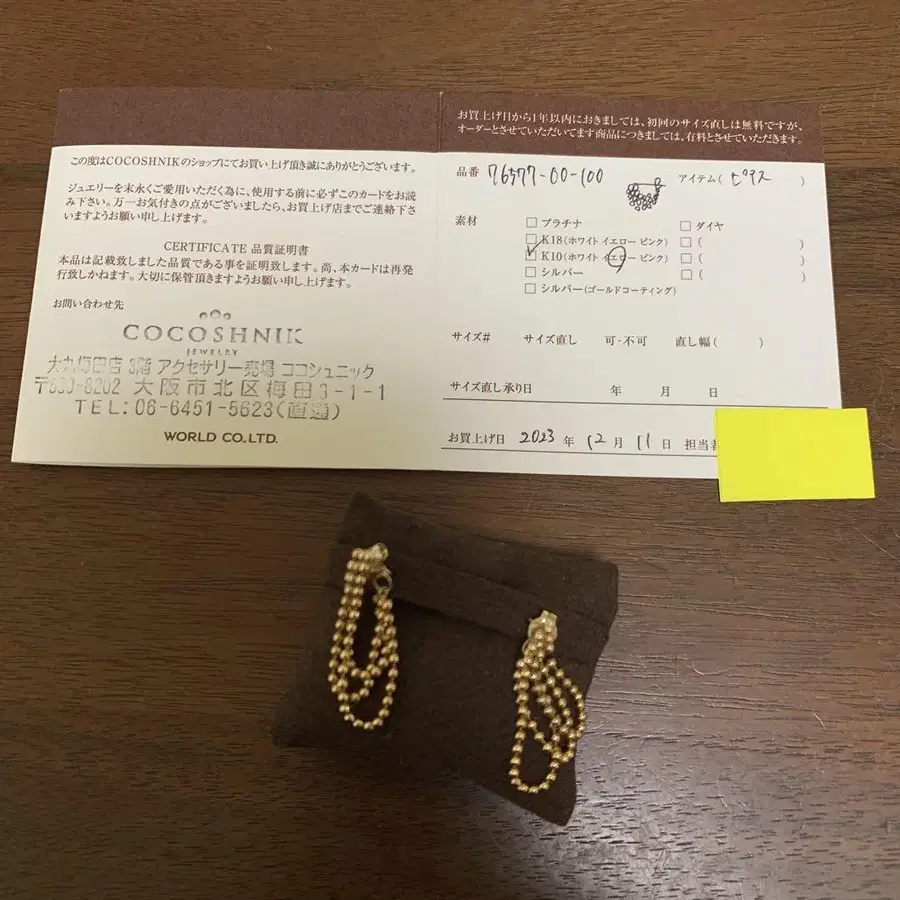 この度はCOCOSHNIKのショップにてお買い上げ頂き誠にありがとうございます。
ジュエリーを末永くご愛用いただく為に、使用する前に必ずこのカードをお読
み下さい。万一お気付きの点がございましたら、お買上げ店までご連絡下さ
いますようお願い申し上げます。
CERTIFICATE 品質証明書
本品は記載致しました品質である事を証明致します。尚、本カードは再発
行致しかねます。大切に保管頂きますようお願い申し上げます。
お問い合わせ先
COCOSHNIK
JEWELRY
大丸梅田店 3階 アクセサリー売場 ココシュニック
〒530-8202 大阪市北区梅田3-1-1
TEL:06-6451-5623(直通)
WORLD CO.,LTD.
お買上げ日から1年以内におきましては、初回のサイズ直しは無料ですが、
オーダーとさせていただいてます商品につきましては、有料とさせていただきます。
品番 76577-00-100 アイテム( ピアス )
素材 □ プラチナ □ ダイヤ
□ K18(ホワイト イエロー ピンク) □ ( )
□ K10(ホワイト イエロー ピンク) □ ( )
□ シルバー □ ( )
□ シルバー(ゴールドコーティング)
サイズ# サイズ直し 可・不可 直し幅( )
サイズ直し承り日 年 月 日
お買上げ日 2023 年 12 月 11 日 担当者